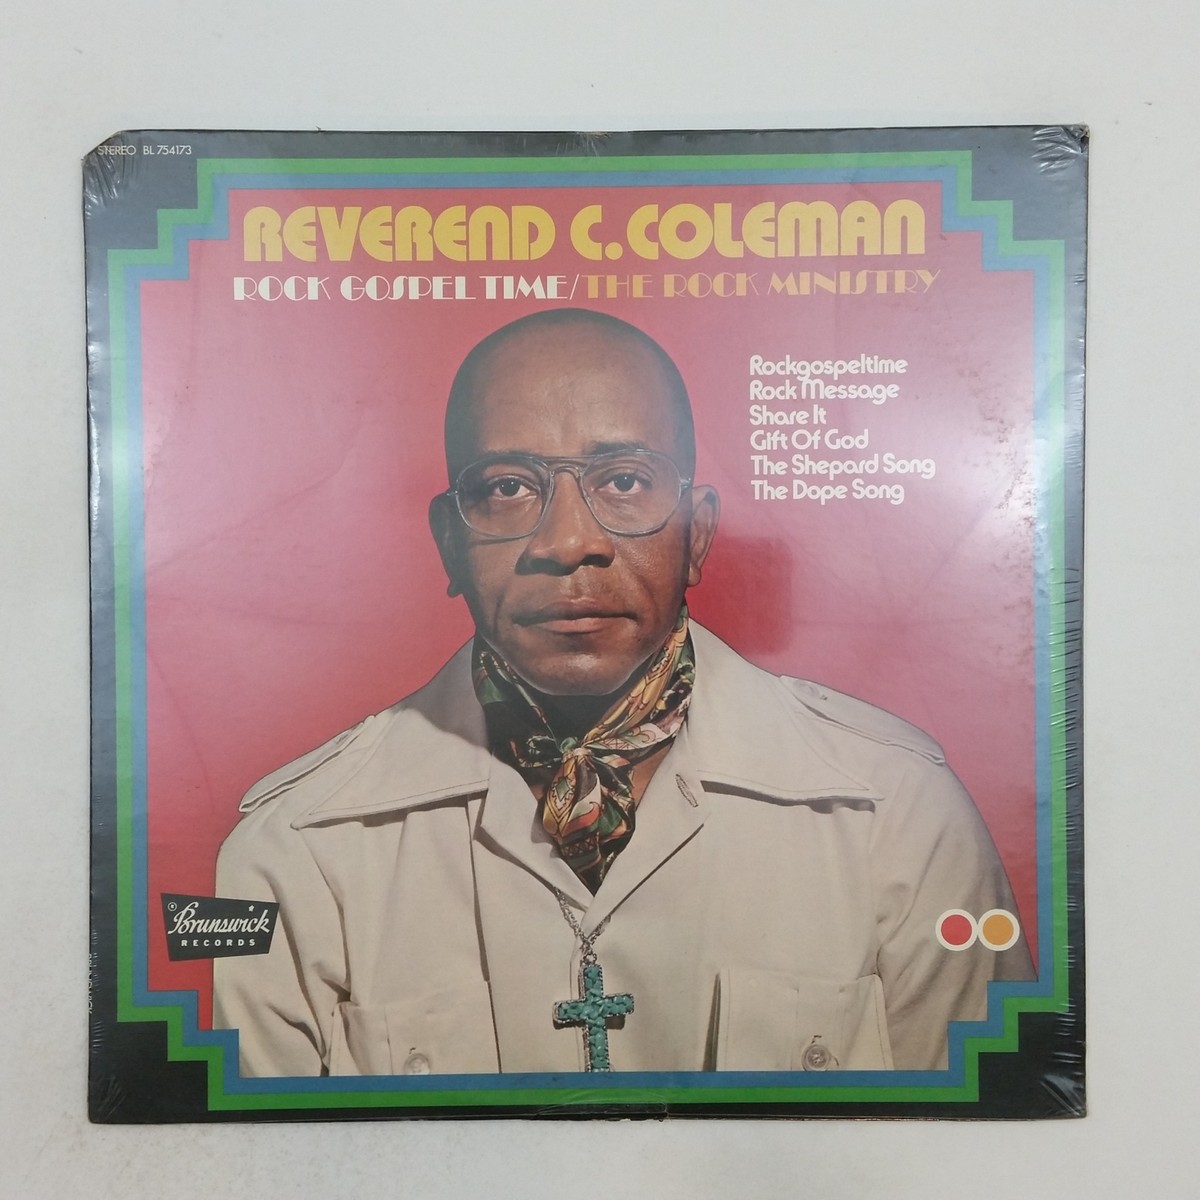 STEREO BL 754173
REVEREND C. COLEMAN
ROCK GOSPEL TIME/THE ROCK MINISTRY
Rockgospeltime
Rock Message
Share It
Gift Of God
The Shepard Song
The Dope Song
Brunswick
RECORDS